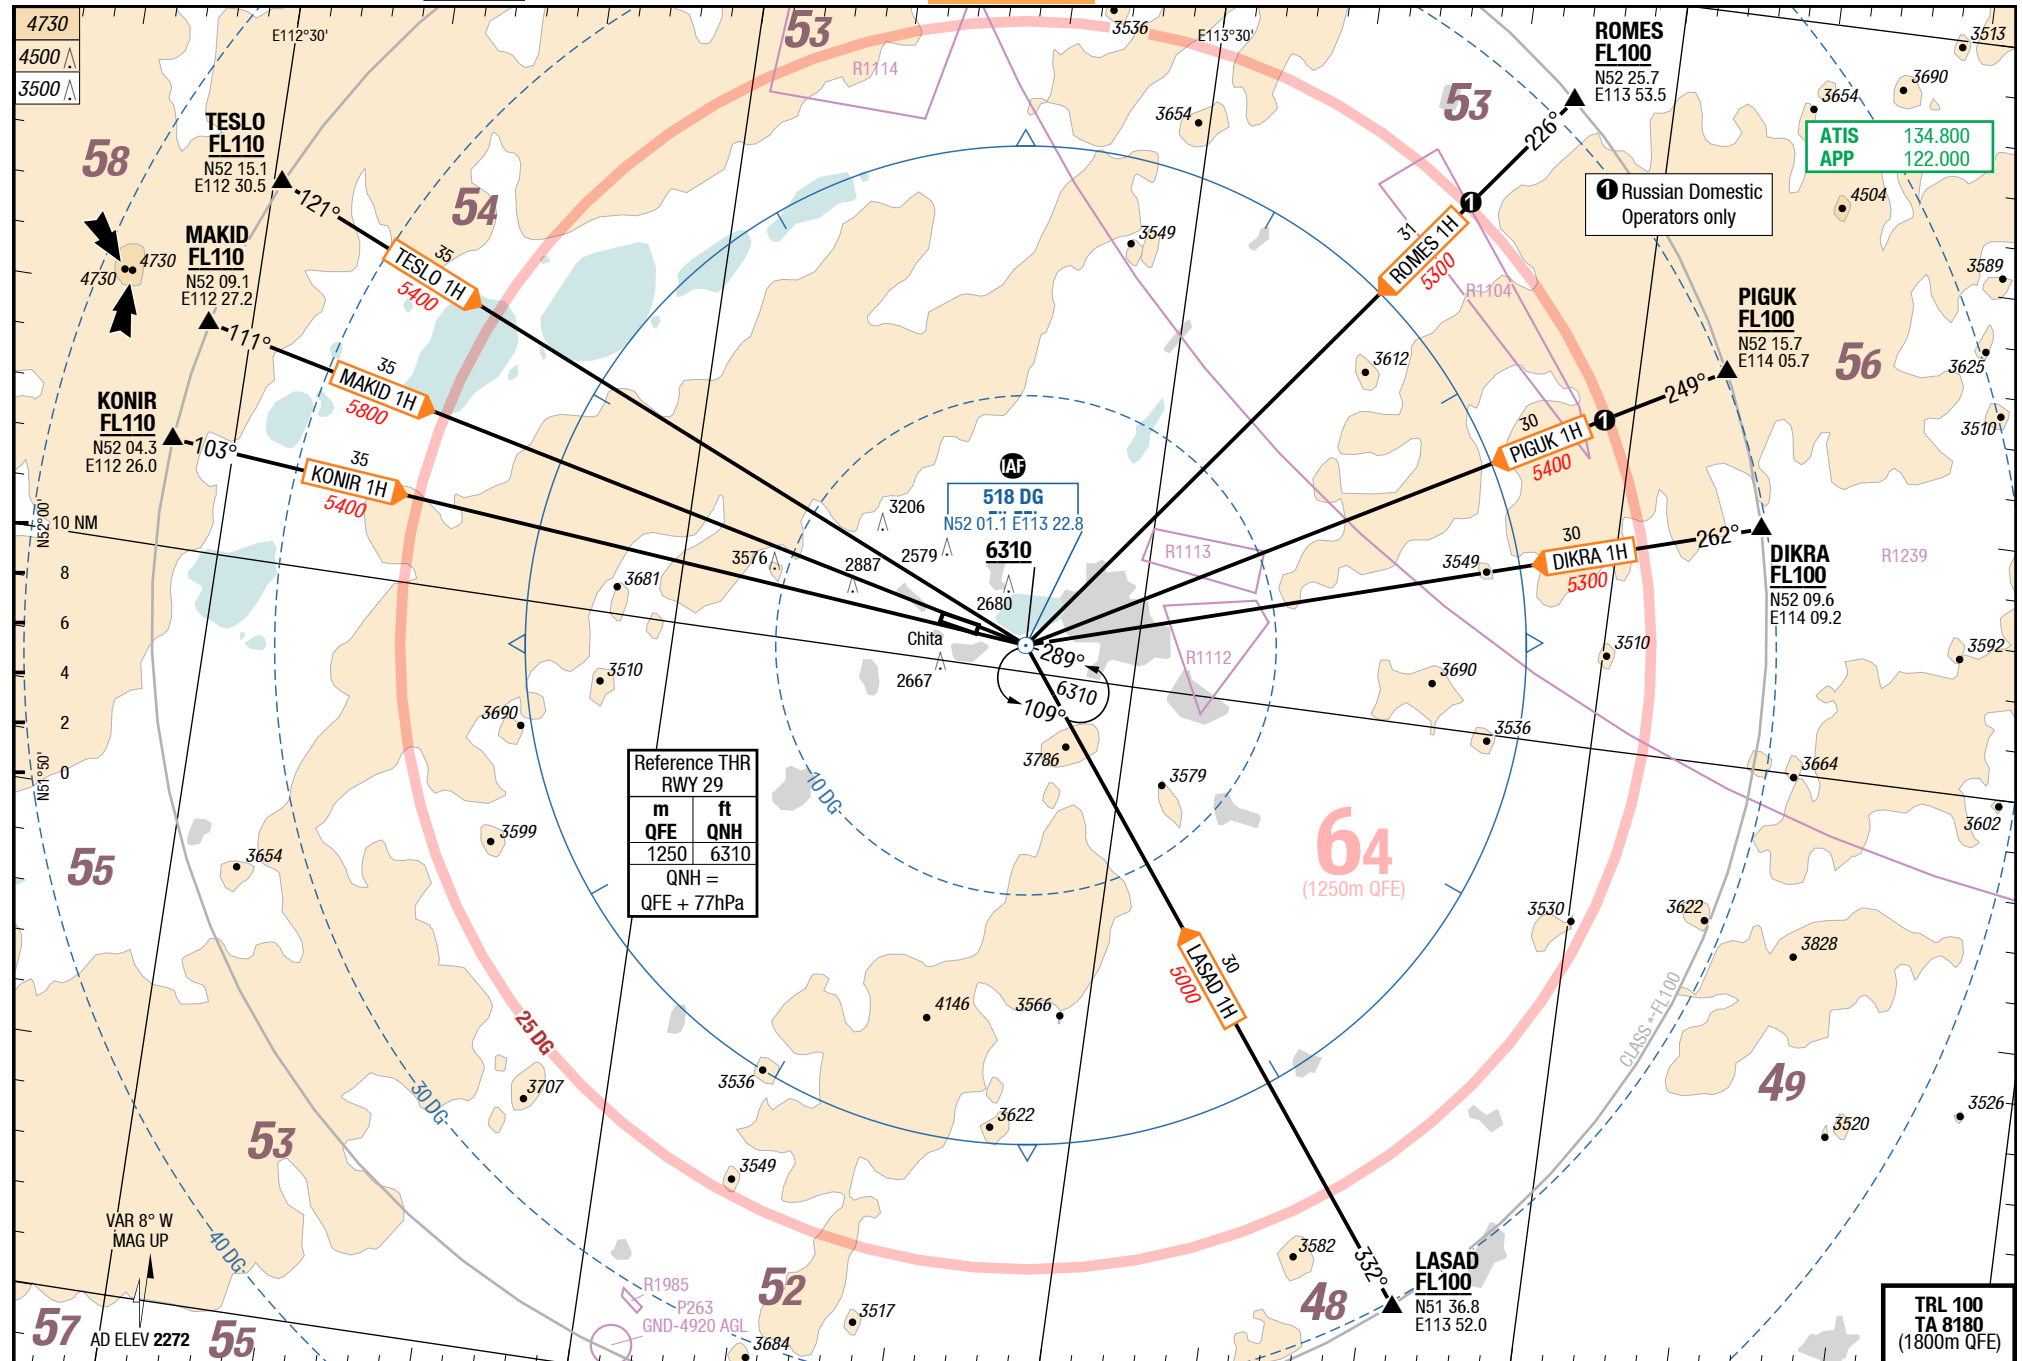 4730
4500
3500
E112°30'
53
R1114
3536
E113°30'
ROMES
FL100
N52 25.7
E113 53.5
3513
3690
3654
53
3654
226°
ATIS 134.800
APP 122.000
58
TESLO
FL110
N52 15.1
E112 30.5
121°
54
1 Russian Domestic
Operators only
4504
4730
4730
MAKID
FL110
N52 09.1
E112 27.2
111°
35
TESLO 1H
5400
3549
1
31
ROMES 1H
5300
R1104
3589
PIGUK
FL100
N52 15.7
E114 05.7
56
3625
3612
249°
35
MAKID 1H
5800
KONIR
FL110
N52 04.3
E112 26.0
103°
35
KONIR 1H
5400
30
PIGUK 1H
5400
1
3510
IAF
518 DG
N52 01.1 E113 22.8
6310
N52°00'
10 NM
8
6
4
2
0
N51°50'
3206
2579
3576
2887
2680
3681
Chita
2667
R1113
R1112
30
DIKRA 1H
5300
3549
262°
DIKRA
FL100
N52 09.6
E114 09.2
R1239
289°
6310
109°
3510
3690
3510
3690
3592
3536
3786
3579
3664
3602
10 DG
Reference THR
RWY 29
m ft
QFE QNH
1250 6310
QNH =
QFE + 77hPa
64
(1250m QFE)
3599
3654
55
3530
3622
3828
30
LASAD 1H
5000
4146
3566
25 DG
CLASS *-FL100
3536
3707
30 DG
3622
49
3520
3526
53
3549
VAR 8° W
MAG UP
40 DG
3582
332°
LASAD
FL100
N51 36.8
E113 52.0
52
48
R1985
P263
GND-4920 AGL
3517
3684
57
AD ELEV 2272
55
TRL 100
TA 8180
(1800m QFE)